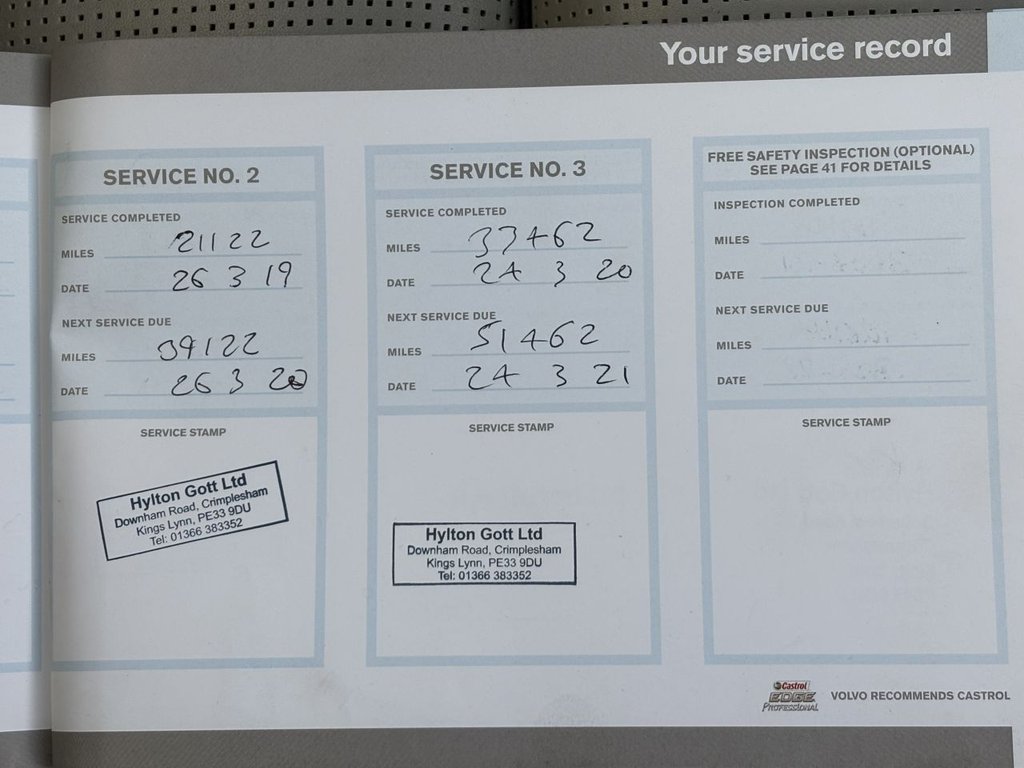 Your service record
SERVICE NO. 2
SERVICE COMPLETED
MILES 21122
DATE 26 3 19
NEXT SERVICE DUE
MILES 39122
DATE 26 3 20
SERVICE STAMP
Hylton Gott Ltd
Downham Road, Crimplesham
Kings Lynn, PE33 9DU
Tel: 01366 383352
SERVICE NO. 3
SERVICE COMPLETED
MILES 33462
DATE 24 3 20
NEXT SERVICE DUE
MILES 51462
DATE 24 3 21
SERVICE STAMP
Hylton Gott Ltd
Downham Road, Crimplesham
Kings Lynn, PE33 9DU
Tel: 01366 383352
FREE SAFETY INSPECTION (OPTIONAL)
SEE PAGE 41 FOR DETAILS
INSPECTION COMPLETED
MILES
DATE
NEXT SERVICE DUE
MILES
DATE
SERVICE STAMP
Castrol
EDGE
PROFESSIONAL
VOLVO RECOMMENDS CASTROL